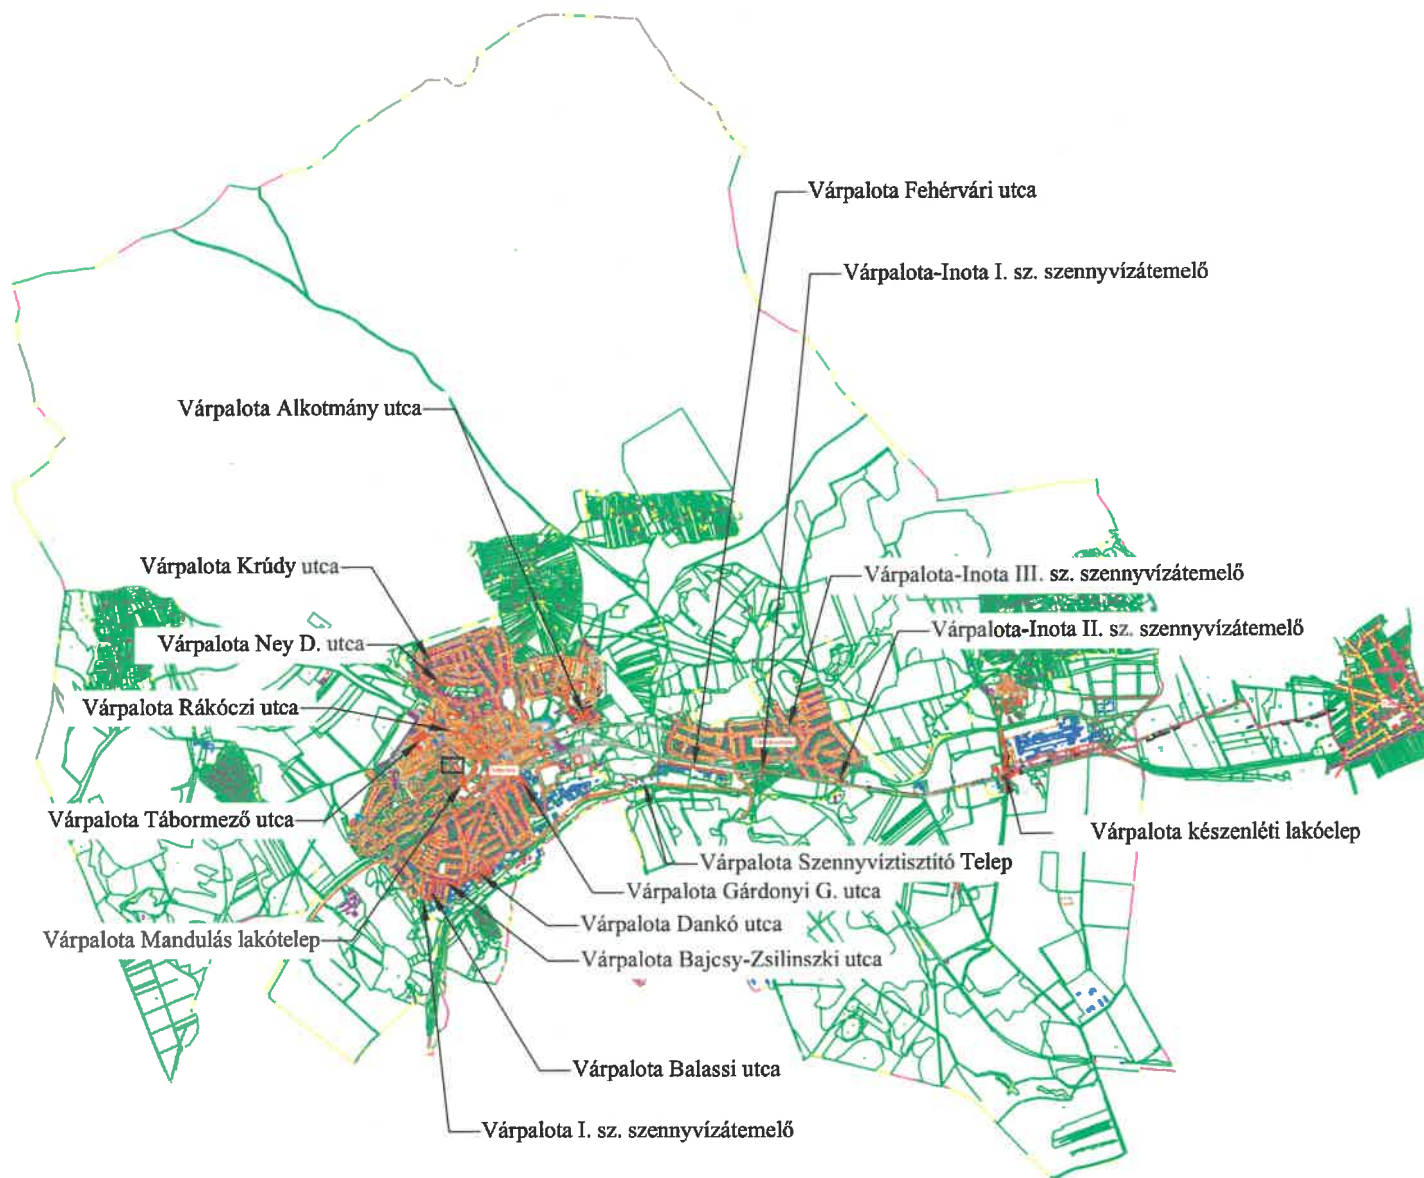 Várpalota Fehérvári utca
Várpalota-Inota I. sz. szennyvízátemelő
Várpalota Alkotmány utca
Várpalota Krúdy utca
Várpalota-Inota III. sz. szennyvízátemelő
Várpalota-Inota II. sz. szennyvízátemelő
Várpalota Ney D. utca
Várpalota Rákóczi utca
Várpalota Tábormező utca
Várpalota készenléti lakóelep
Várpalota Szennyvíztisztító Telep
Várpalota Gárdonyi G. utca
Várpalota Dankó utca
Várpalota Mandulás lakótelep
Várpalota Bajcsy-Zsilinszki utca
Várpalota Balassi utca
Várpalota I. sz. szennyvízátemelő